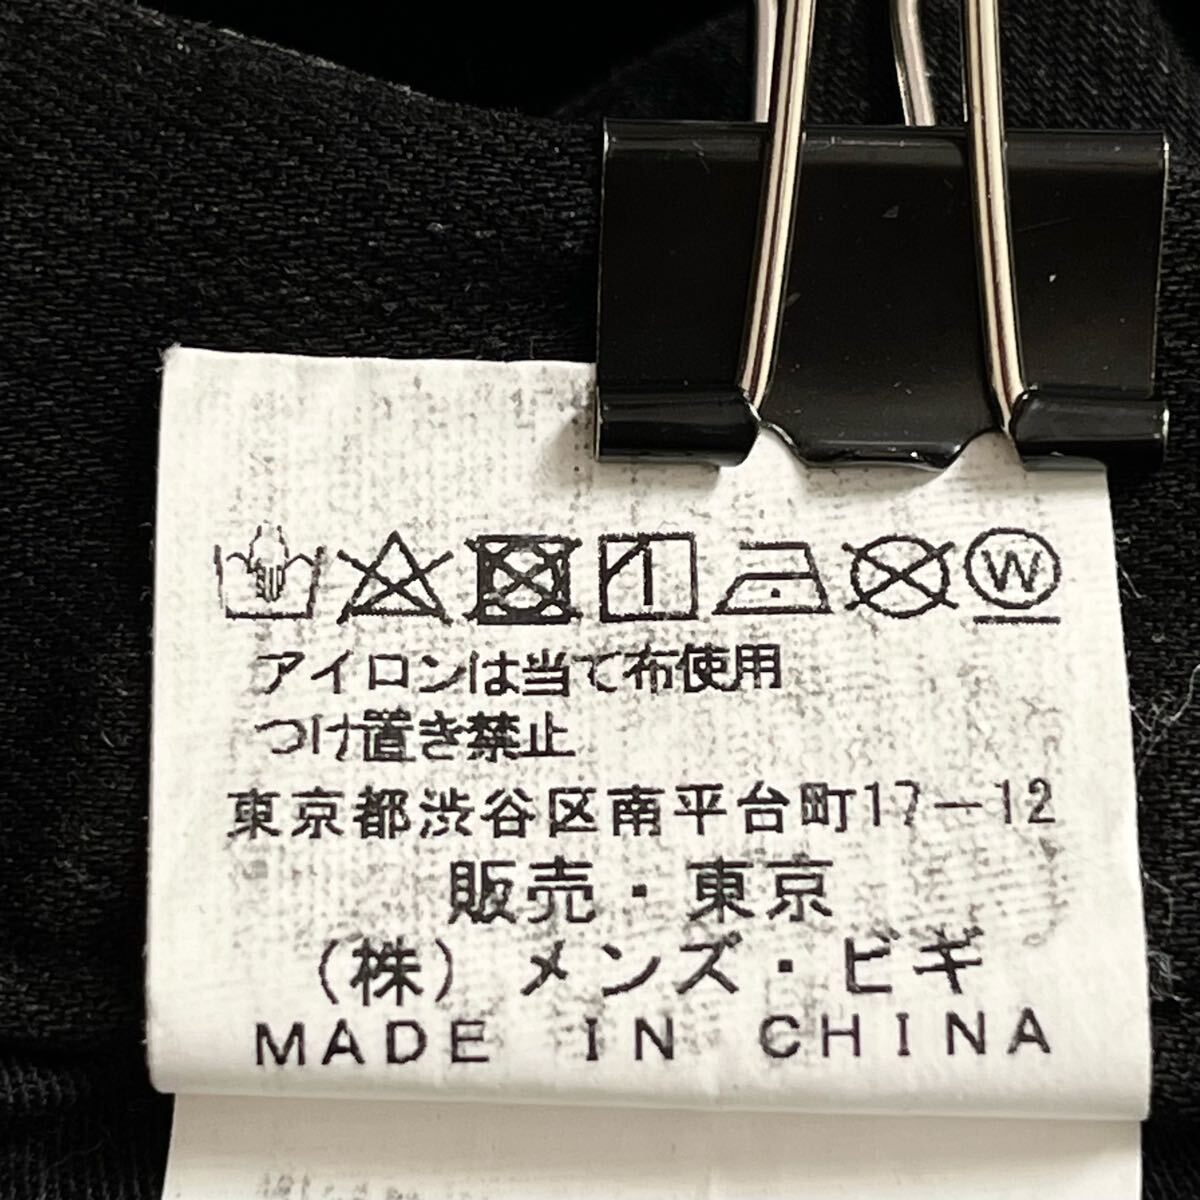 W
アイロンは当て布使用
つけ置き禁止
東京都渋谷区南平台町17-12
販売・東京
(株)メンズ・ビギ
MADE IN CHINA